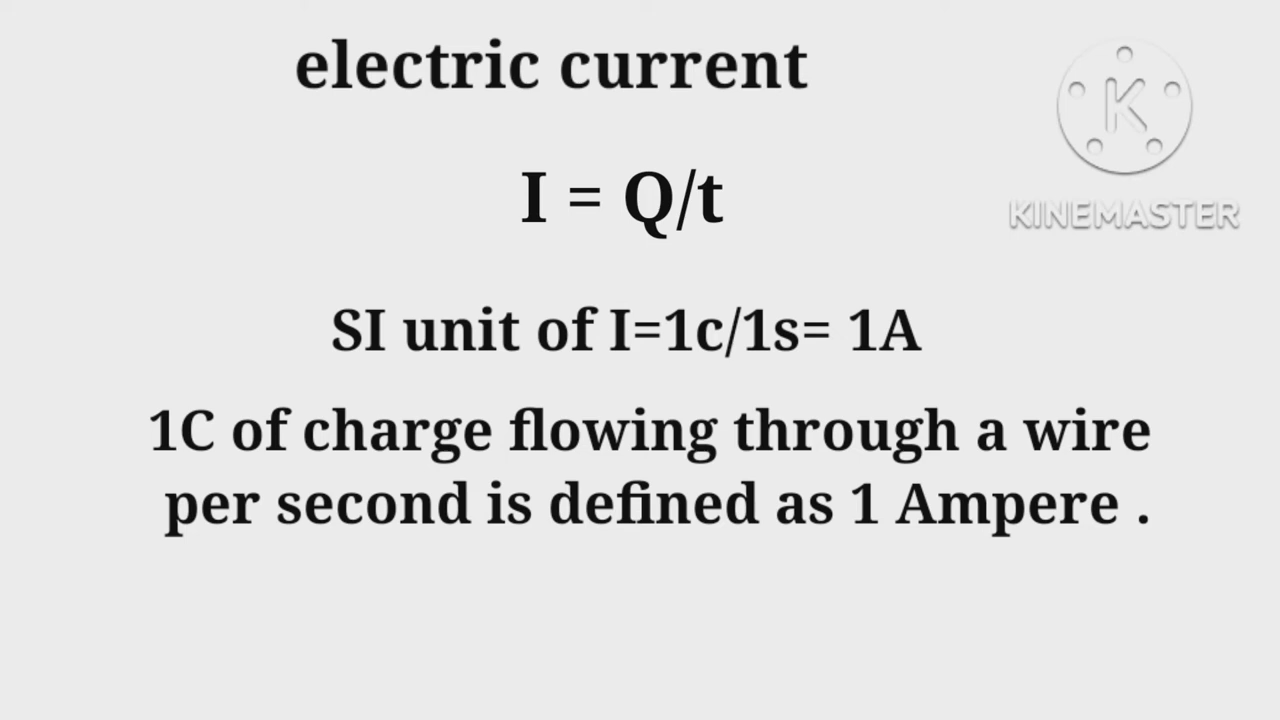 electric current
I = Q/t
K
KINEMASTER
SI unit of I=1c/1s= 1A
1C of charge flowing through a wire
per second is defined as 1 Ampere .